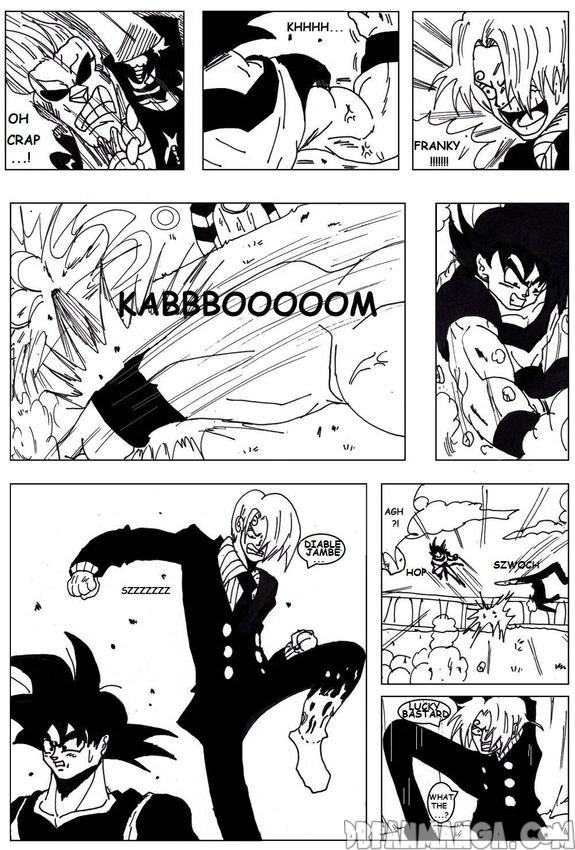 OH
CRAP
...!
KHHHH...
FRANKY
!!!!!!!
KABBBOOOOOM
SZZZZZZZ
DIABLE
JAMBE
...
AGH
?!
HOP
SZWOCH
LUCKY
BASTARD
WHAT
THE
...?
DBFANMANGA.COM